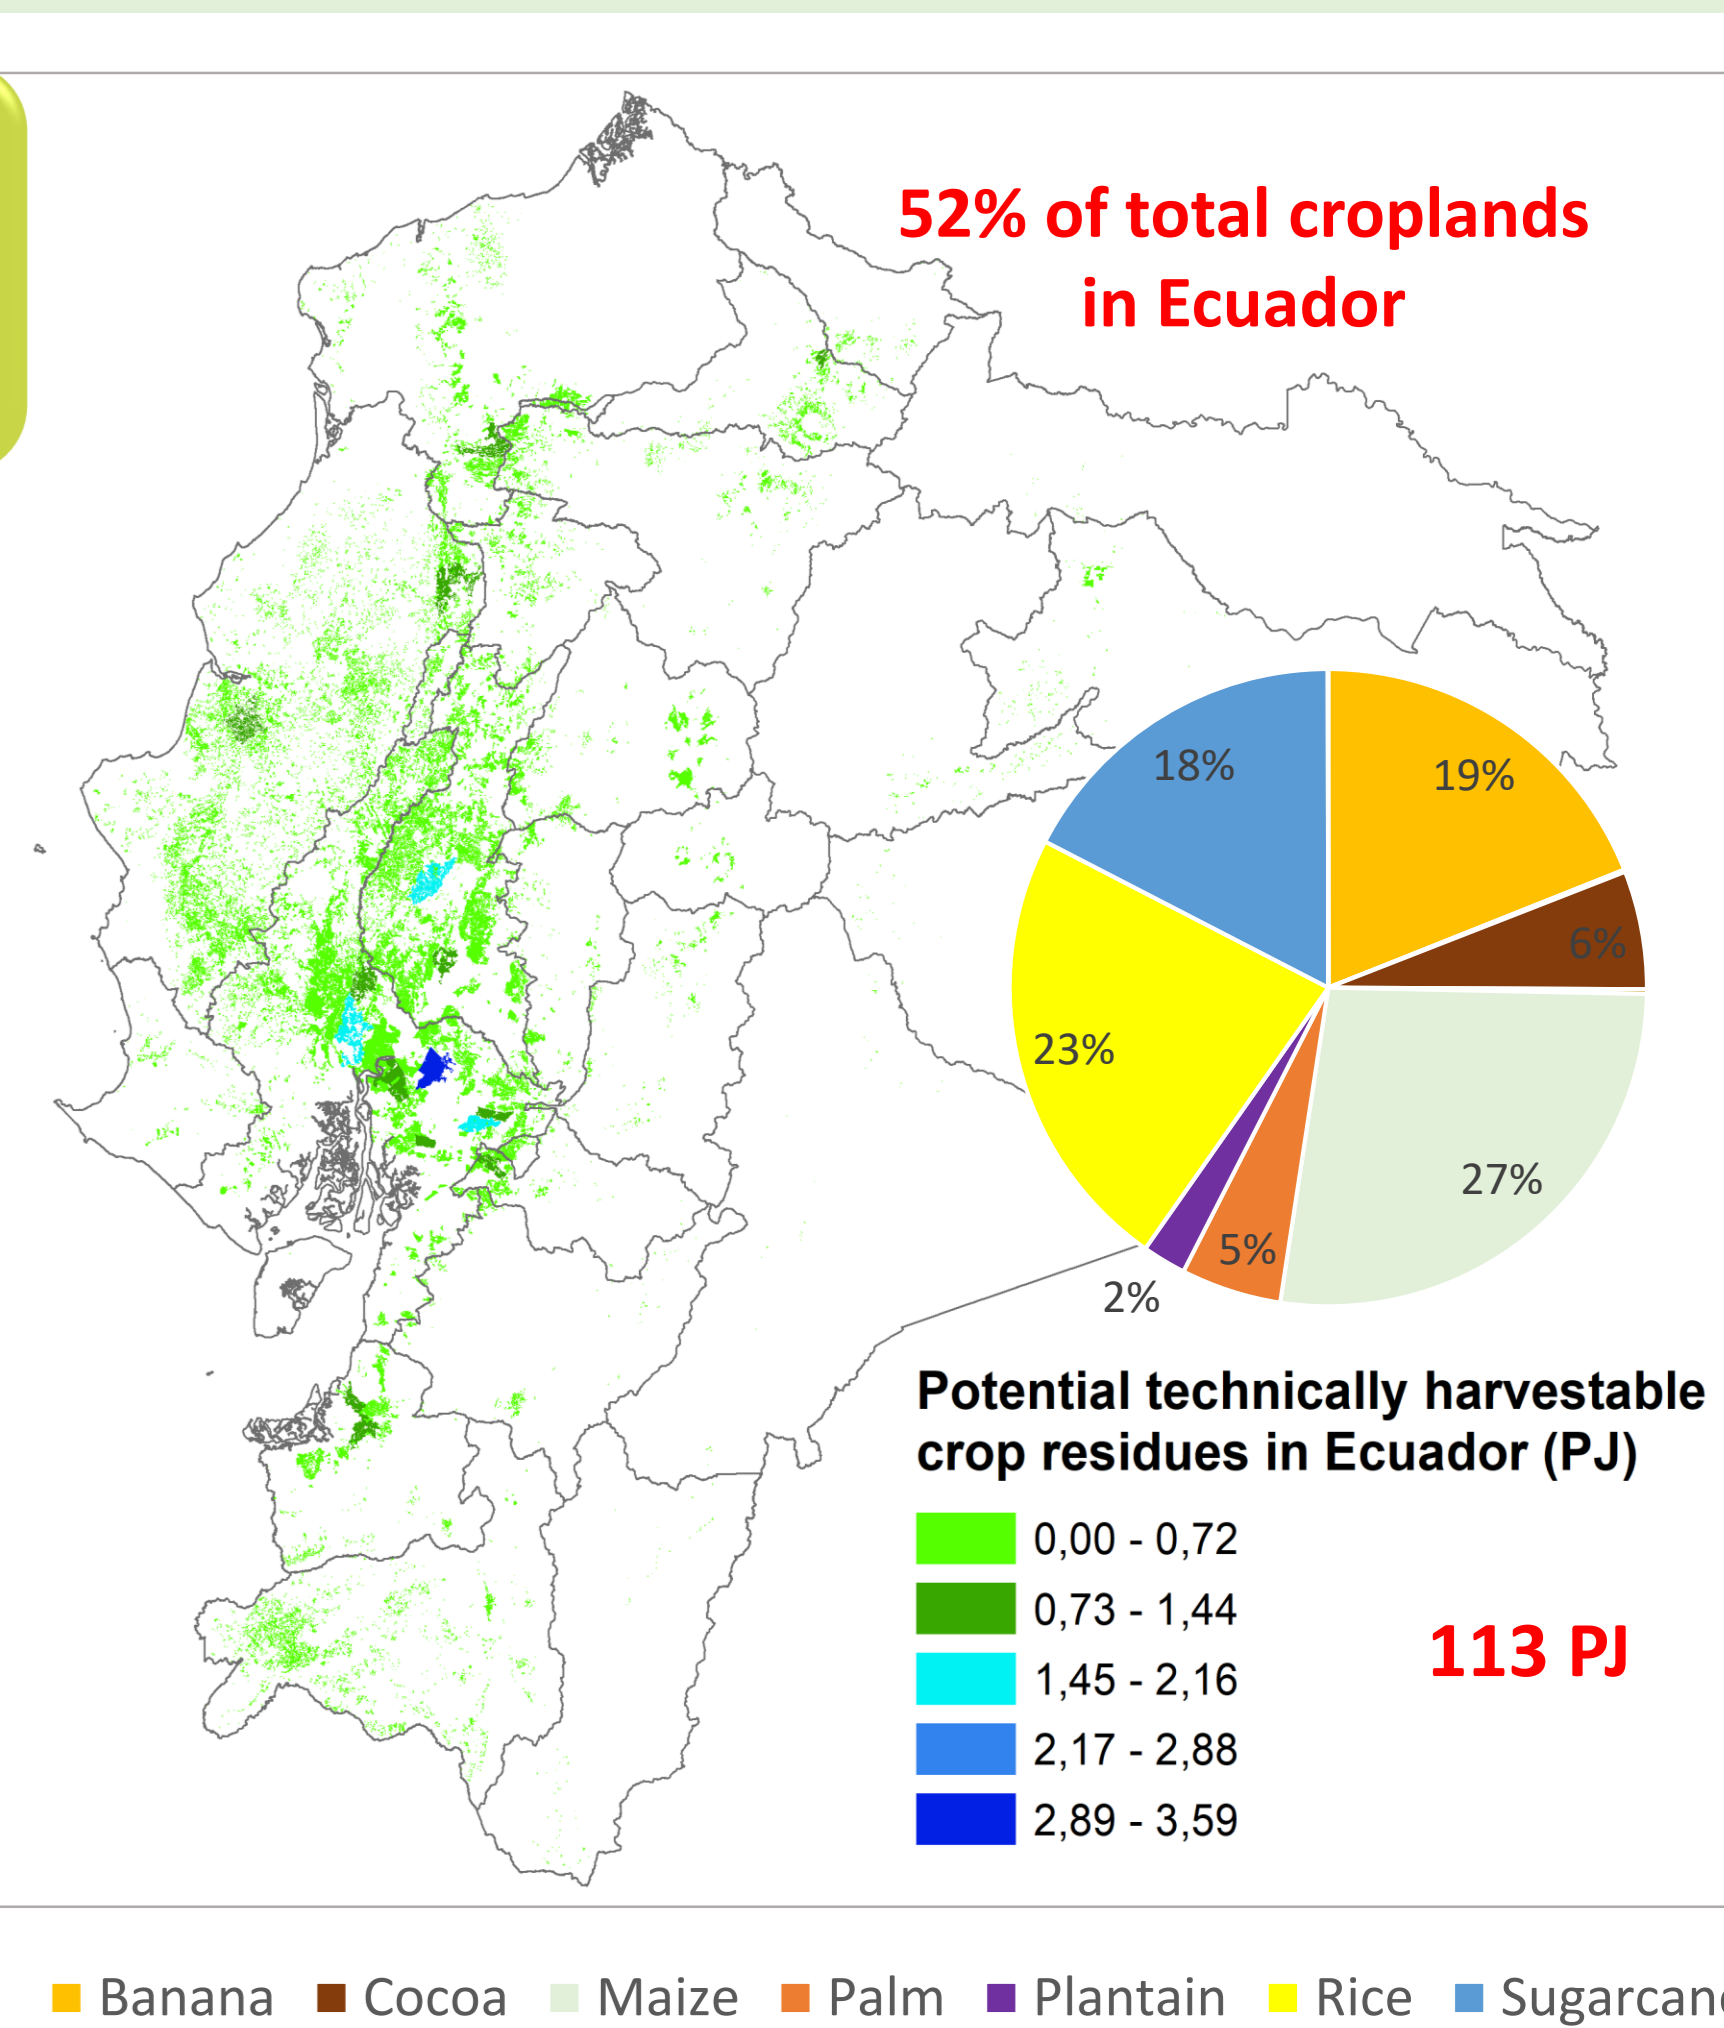 52% of total croplands
in Ecuador
18%
19%
6%
23%
27%
5%
2%
Potential technically harvestable
crop residues in Ecuador (PJ)
0,00 - 0,72
0,73 - 1,44
1,45 - 2,16
2,17 - 2,88
2,89 - 3,59
113 PJ
Banana Cocoa Maize Palm Plantain Rice Sugarcane